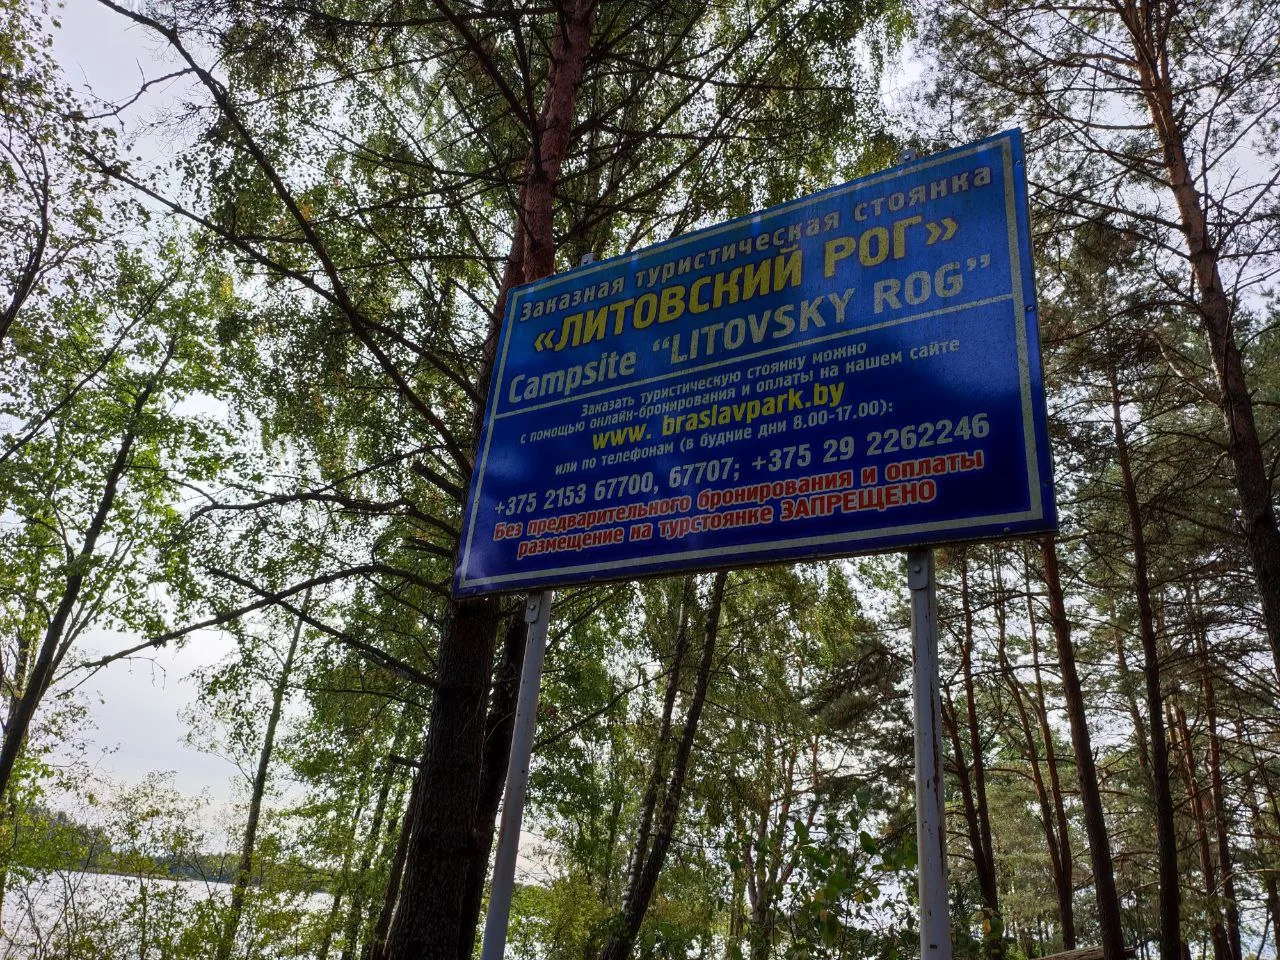 Заказная туристическая стоянка
«ЛИТОВСКИЙ РОГ»
Campsite “LITOVSKY ROG”
Заказать туристическую стоянку можно
с помощью онлайн-бронирования и оплаты на нашем сайте
www. braslavpark.by
или по телефонам (в будние дни 8.00-17.00):
+375 2153 67700, 67707; +375 29 2262246
Без предварительного бронирования и оплаты
размещение на турстоянке ЗАПРЕЩЕНО